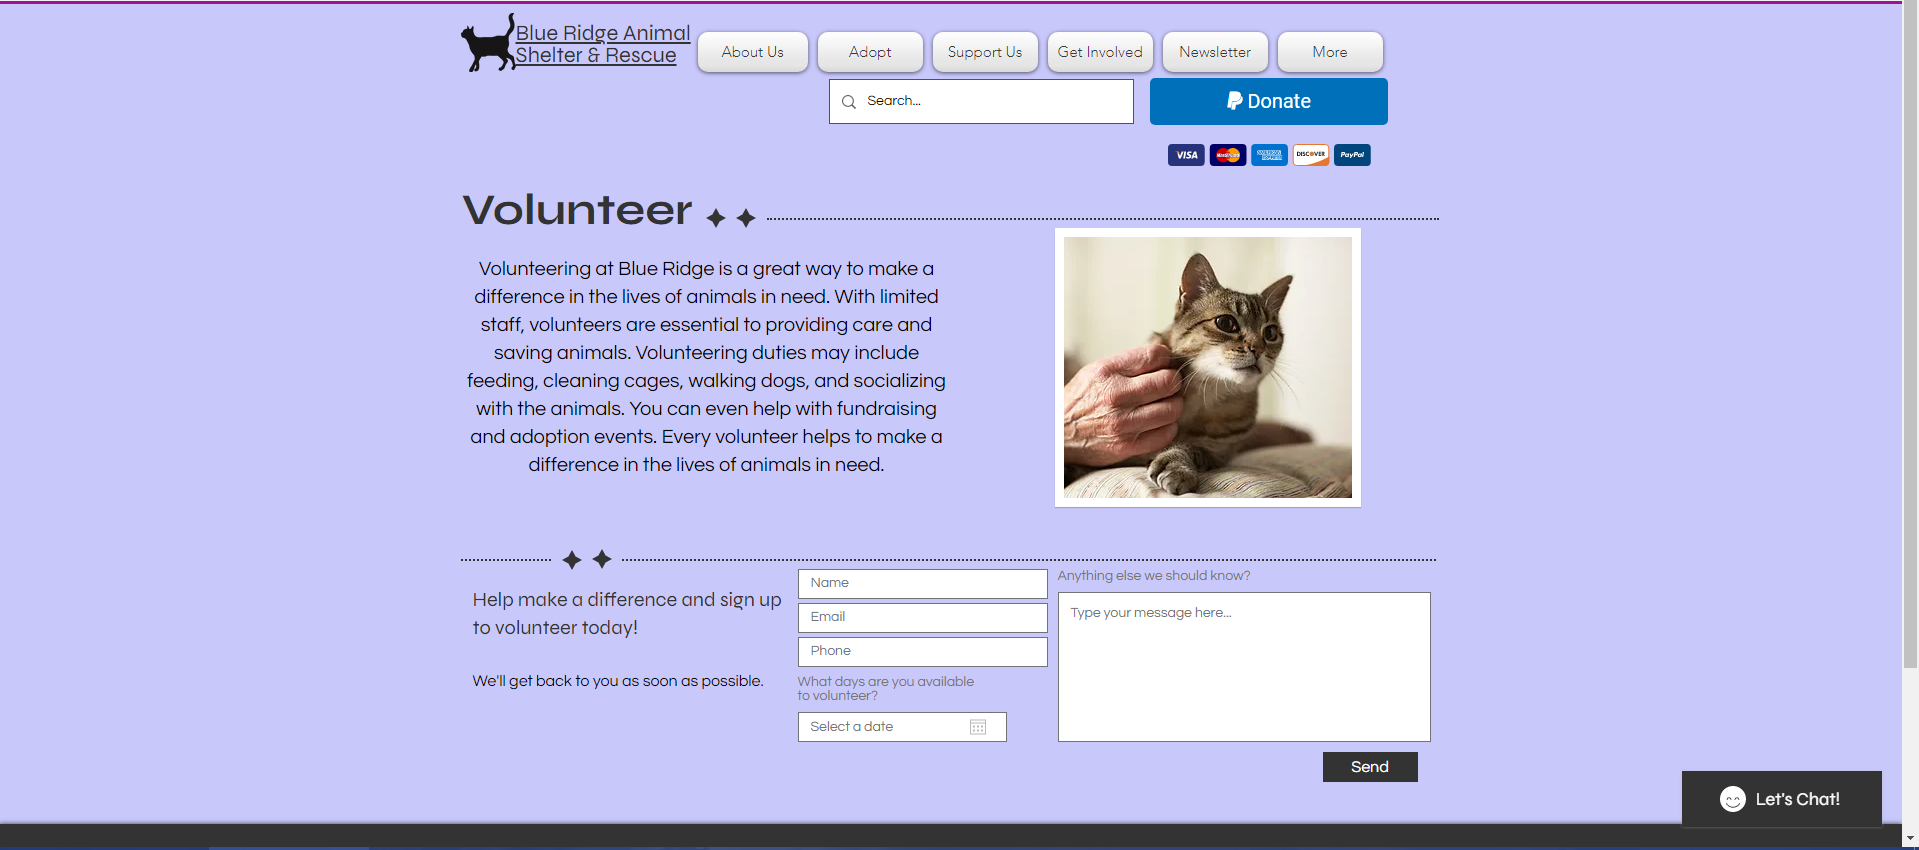 Blue Ridge Animal
Shelter & Rescue
About Us
Adopt
Support Us
Get Involved
Newsletter
More
Search...
Donate
VISA
MasterCard
AMERICAN EXPRESS
DISCOVER
PayPal
Volunteer
Volunteering at Blue Ridge is a great way to make a
difference in the lives of animals in need. With limited
staff, volunteers are essential to providing care and
saving animals. Volunteering duties may include
feeding, cleaning cages, walking dogs, and socializing
with the animals. You can even help with fundraising
and adoption events. Every volunteer helps to make a
difference in the lives of animals in need.
Help make a difference and sign up
to volunteer today!
We'll get back to you as soon as possible.
Name
Email
Phone
What days are you available
to volunteer?
Select a date
Anything else we should know?
Type your message here...
Send
Let's Chat!